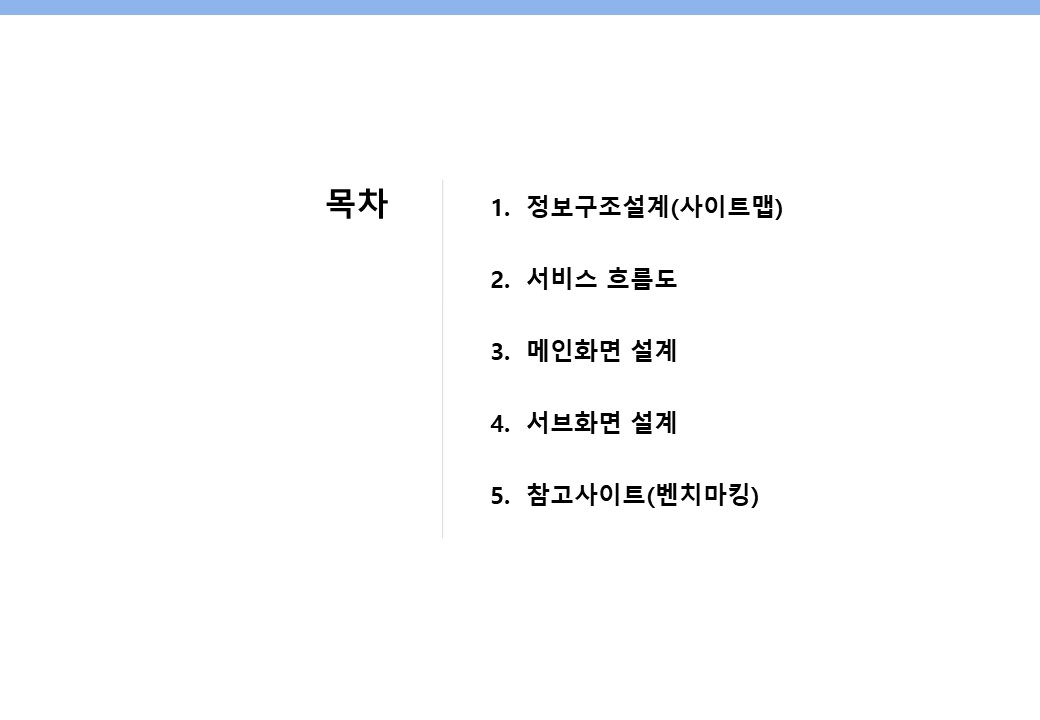 목차
1. 정보구조설계(사이트맵)
2. 서비스 흐름도
3. 메인화면 설계
4. 서브화면 설계
5. 참고사이트(벤치마킹)